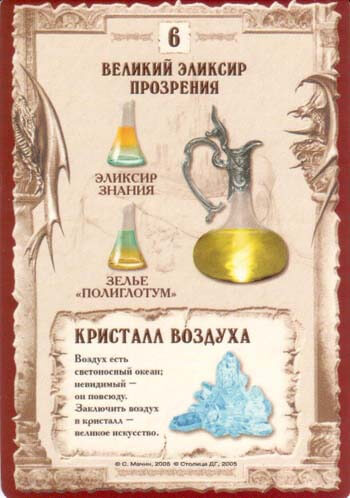 6
ВЕЛИКИЙ ЭЛИКСИР
ПРОЗРЕНИЯ
ЭЛИКСИР
ЗНАНИЯ
ЗЕЛЬЕ
«ПОЛИГЛОТУМ»
КРИСТАЛЛ ВОЗДУХА
Воздух есть
светоносный океан;
невидимый —
он повсюду.
Заключить воздух
в кристалл —
великое искусство.
© С. Мачин, 2005 © Столица ДГ, 2005